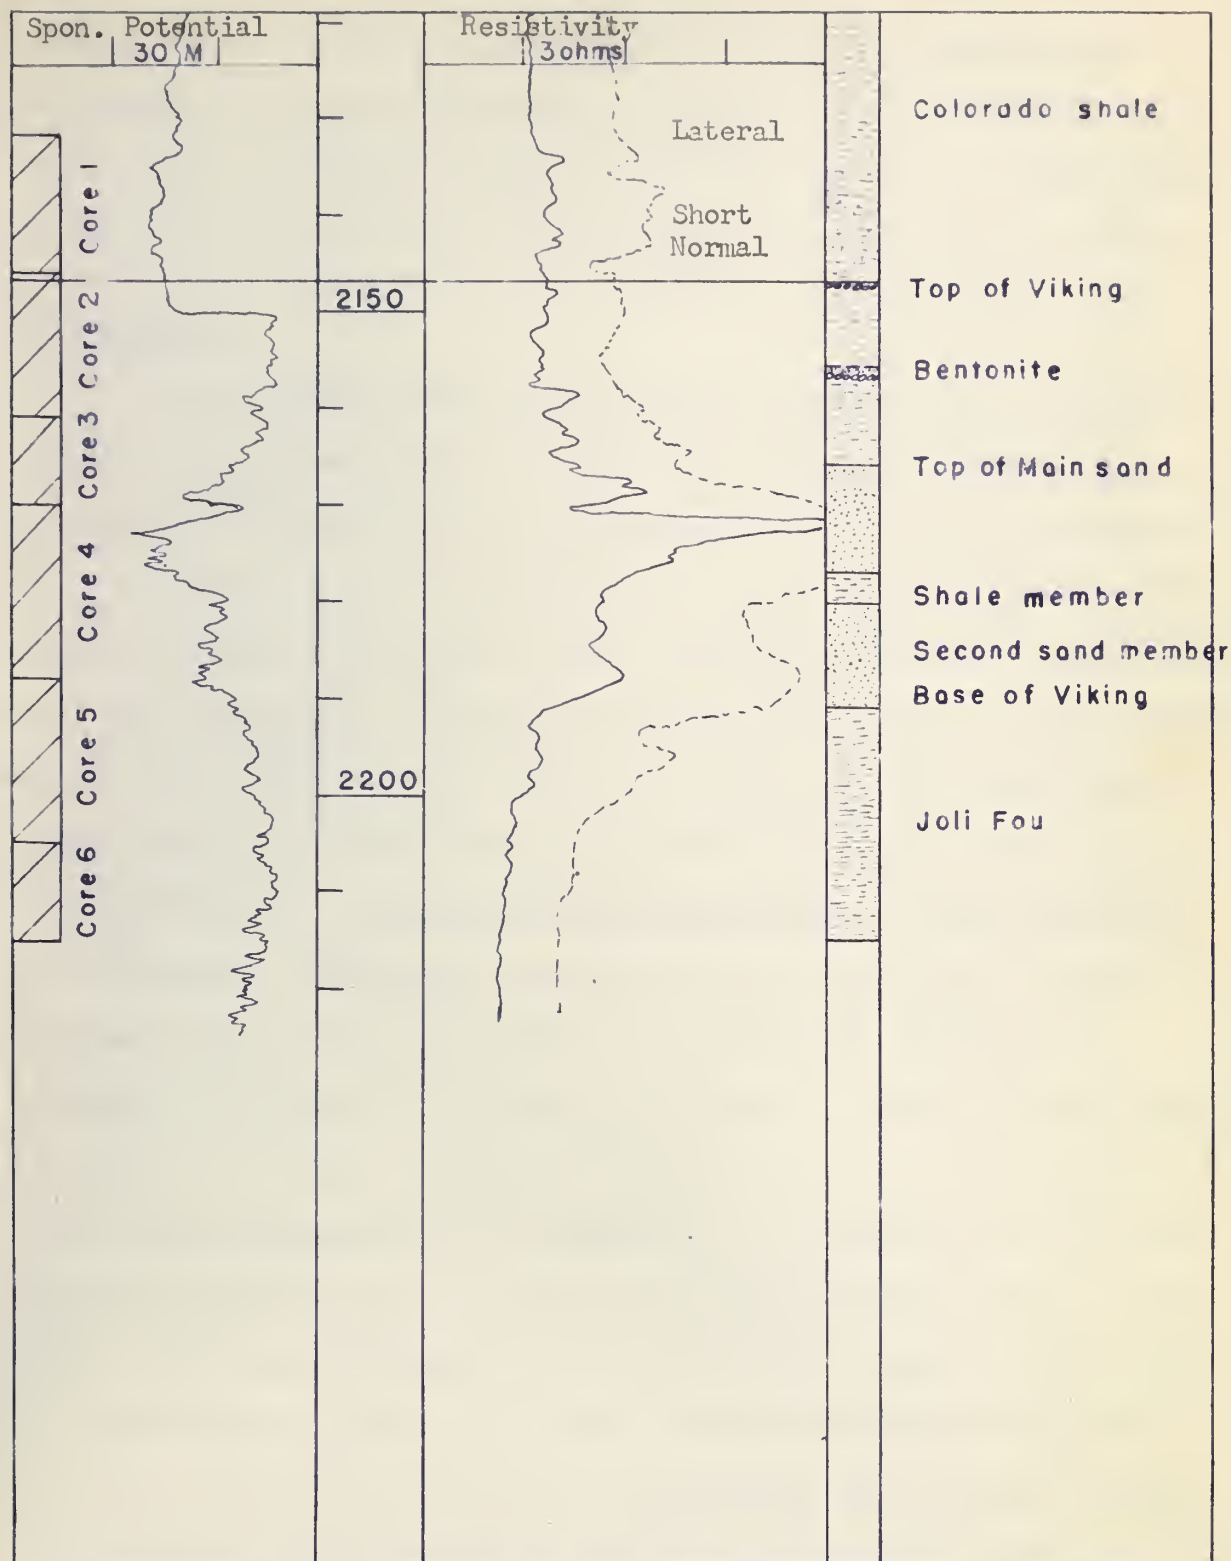 Spon. Potential
30 M
Resistivity
3 ohms
Lateral
Short
Normal
Core 1
Core 2
Core 3
Core 4
Core 5
Core 6
2150
2200
Colorado shale
Top of Viking
Bentonite
Top of Main sand
Shale member
Second sand member
Base of Viking
Joli Fou